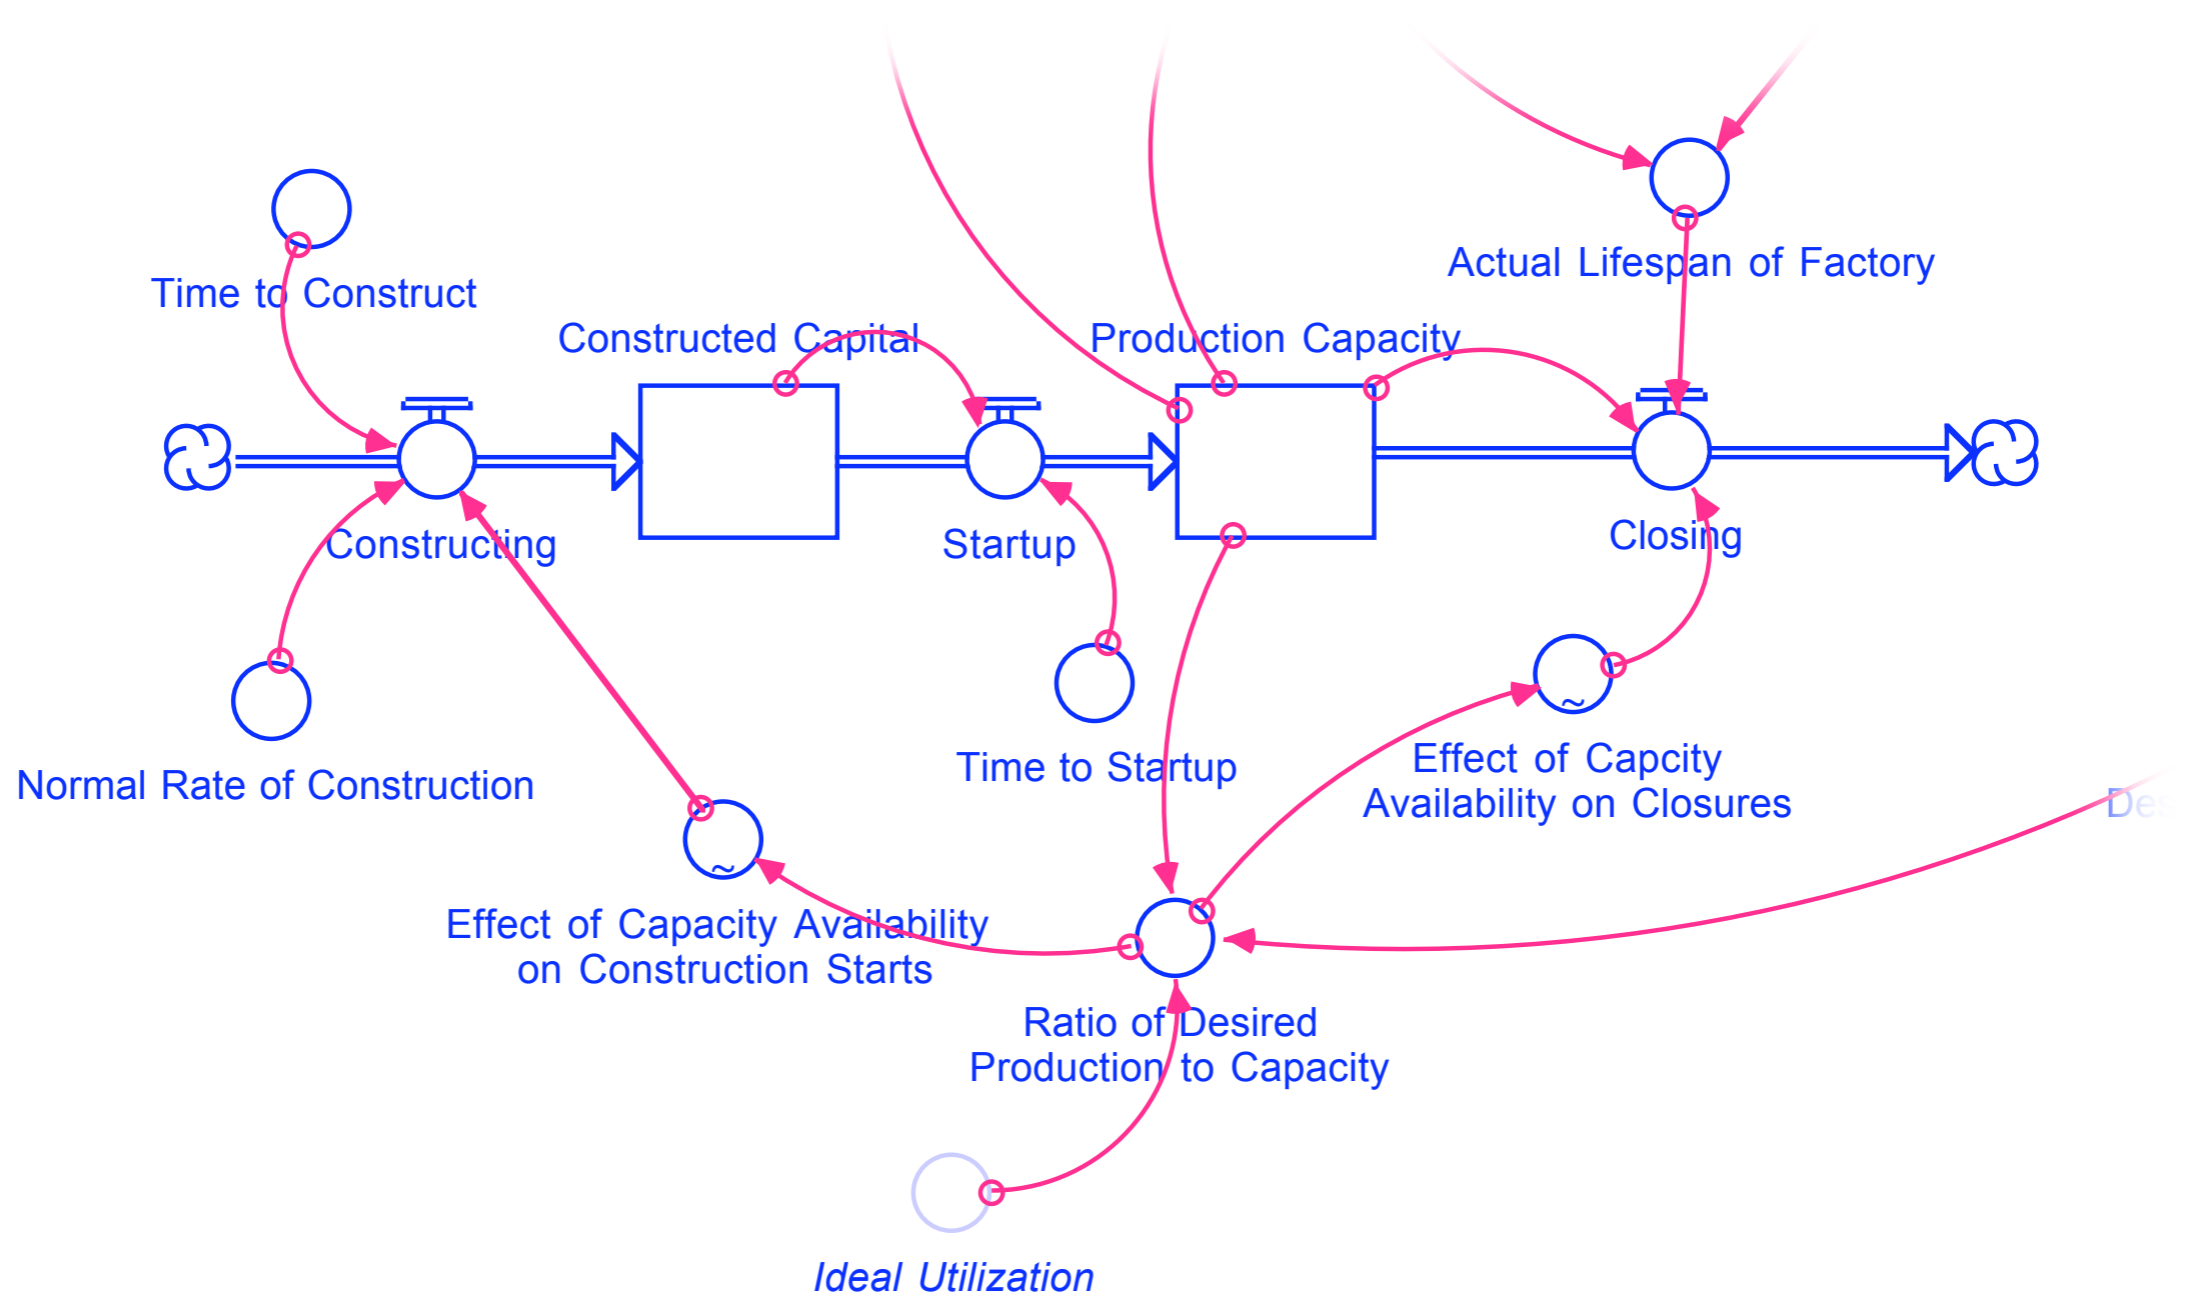 Actual Lifespan of Factory
Time to Construct
Constructed Capital
Production Capacity
Constructing
Startup
Closing
Normal Rate of Construction
Time to Startup
Effect of Capcity
Availability on Closures
~
~
Effect of Capacity Availability
on Construction Starts
Ratio of Desired
Production to Capacity
Ideal Utilization